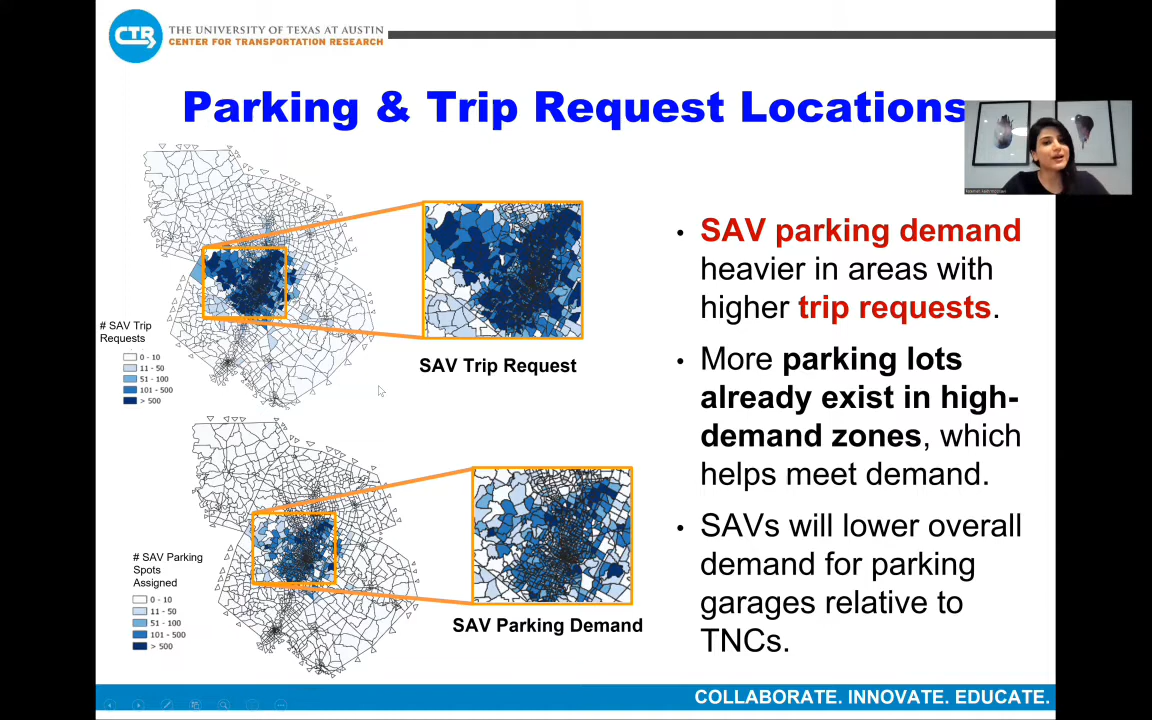 CTR
THE UNIVERSITY OF TEXAS AT AUSTIN
CENTER FOR TRANSPORTATION RESEARCH
Parking & Trip Request Locations
# SAV Trip
Requests
0 - 10
11 - 50
51 - 100
101 - 500
> 500
SAV Trip Request
# SAV Parking
Spots
Assigned
0 - 10
11 - 50
51 - 100
101 - 500
> 500
SAV Parking Demand
• SAV parking demand
heavier in areas with
higher trip requests.
• More parking lots
already exist in high-
demand zones, which
helps meet demand.
• SAVs will lower overall
demand for parking
garages relative to
TNCs.
COLLABORATE. INNOVATE. EDUCATE.